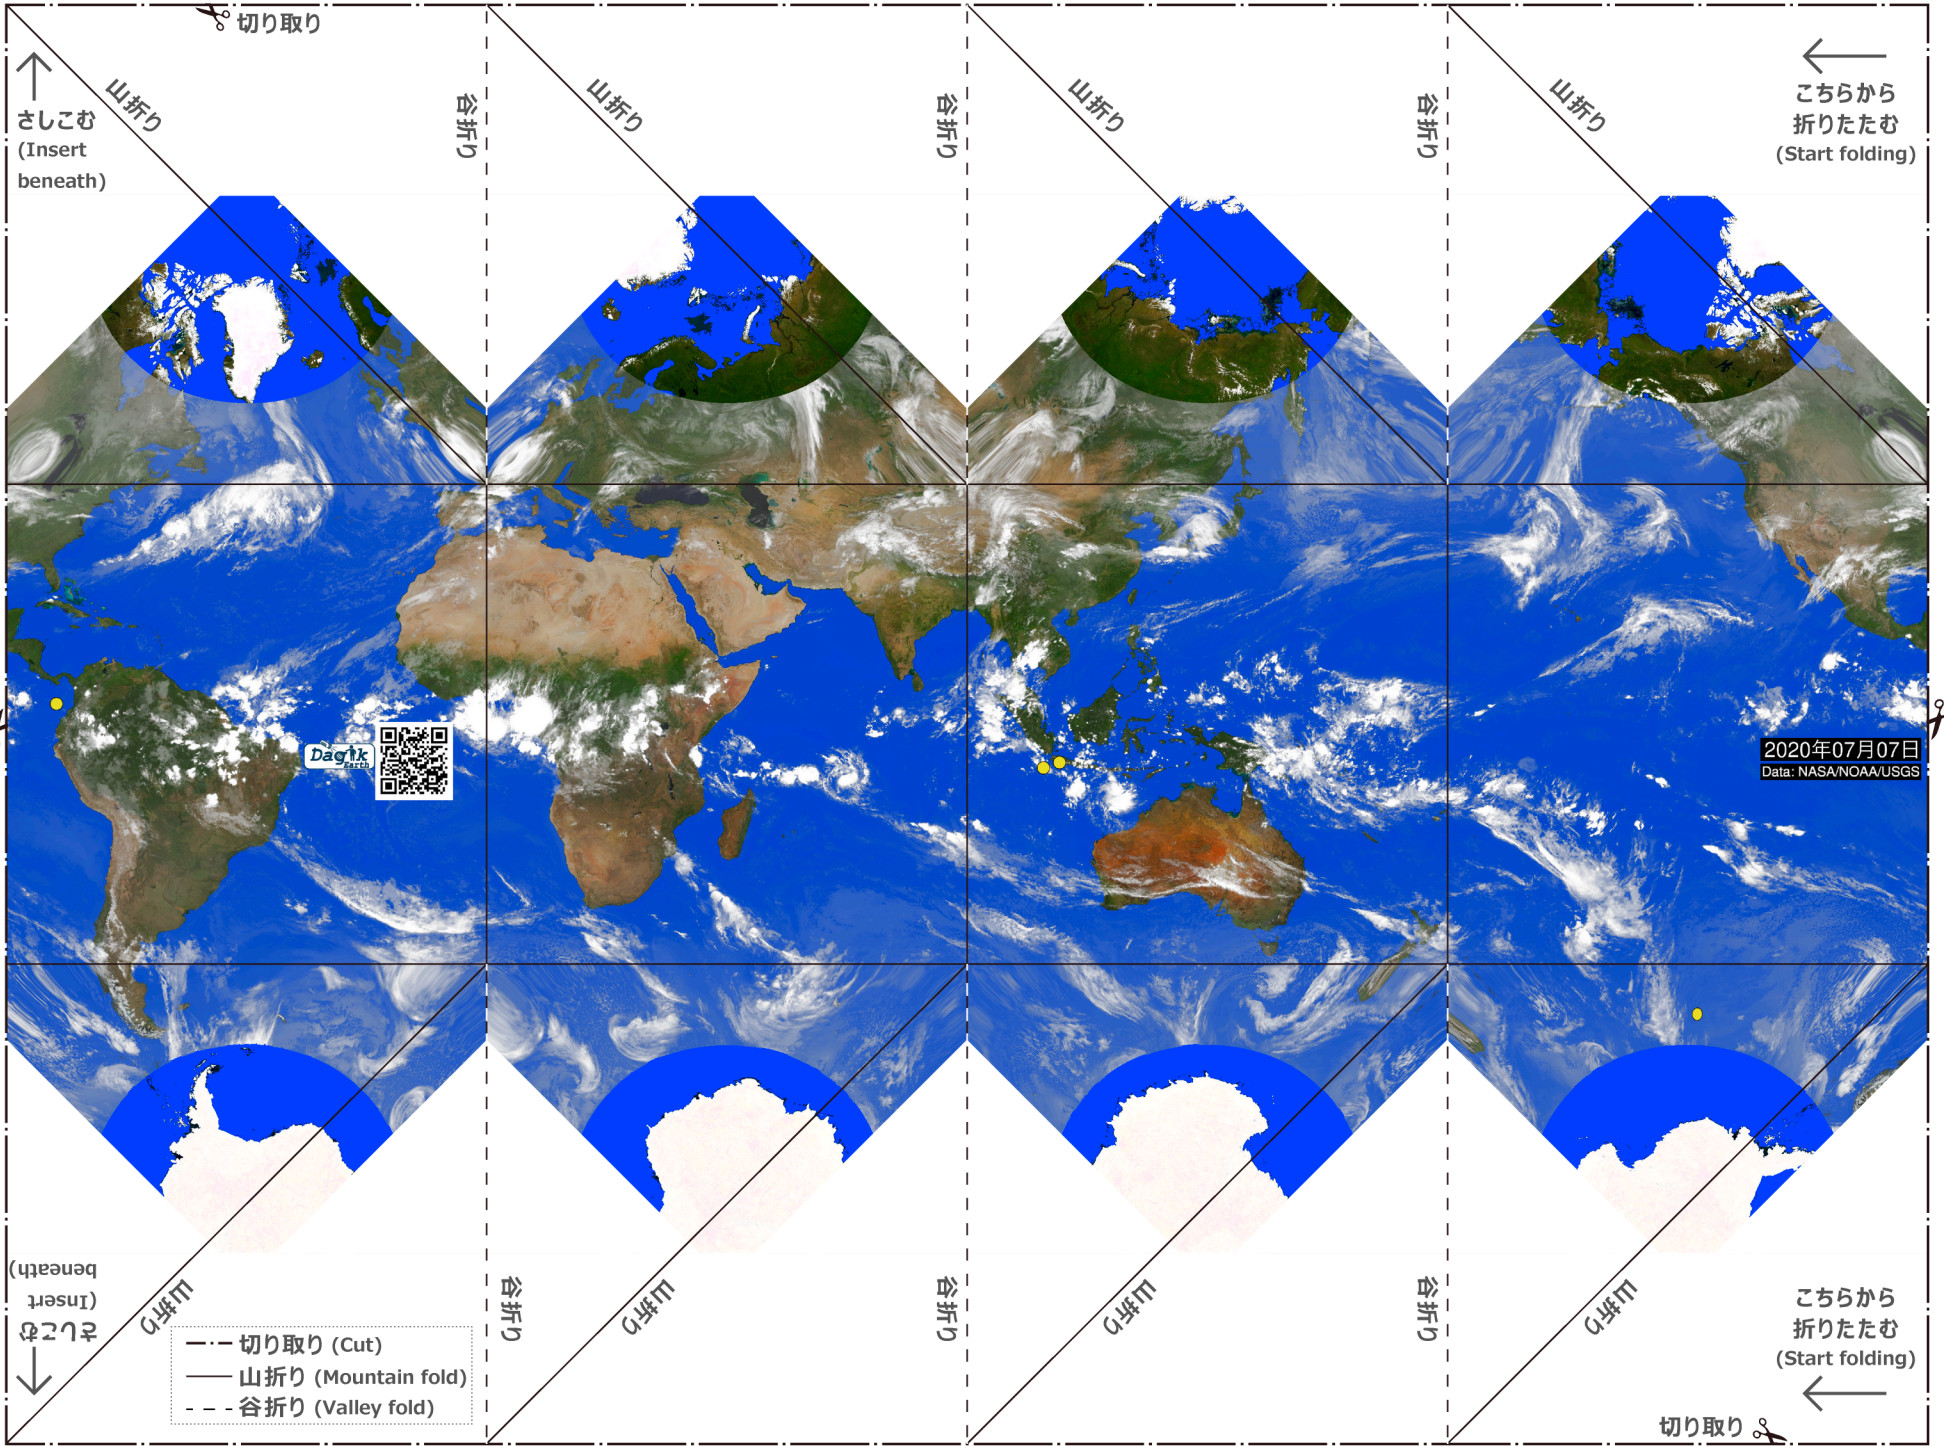 切り取り
さしこむ
(Insert
beneath)
山折り
谷折り
山折り
谷折り
山折り
谷折り
山折り
こちらから
折りたたむ
(Start folding)
Dagik
Earth
2020年07月07日
Data: NASA/NOAA/USGS
さしこむ
(Insert
beneath)
山折り
谷折り
山折り
谷折り
山折り
谷折り
山折り
こちらから
折りたたむ
(Start folding)
切り取り (Cut)
山折り (Mountain fold)
谷折り (Valley fold)
切り取り